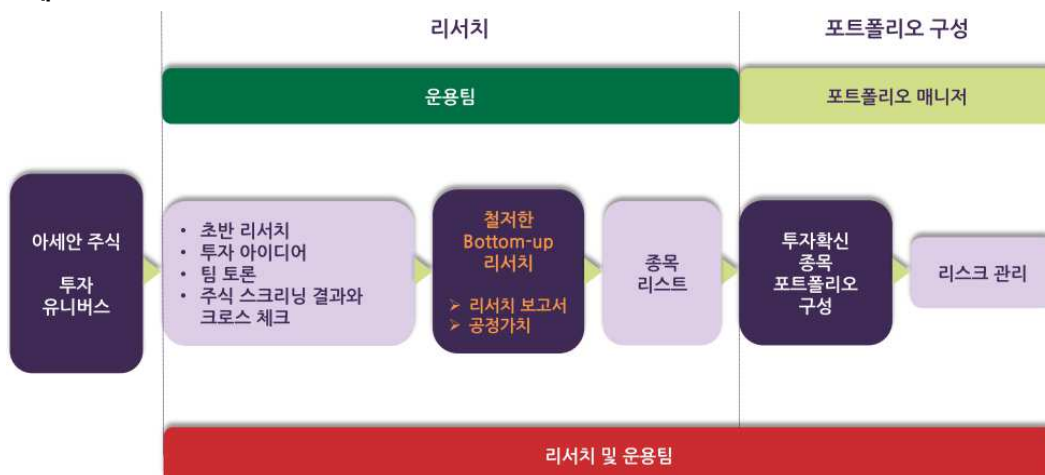 리서치
포트폴리오 구성
운용팀
포트폴리오 매니저
아세안 주식
투자
유니버스
• 초반 리서치
• 투자 아이디어
• 팀 토론
• 주식 스크리닝 결과와
크로스 체크
철저한
Bottom-up
리서치
➢ 리서치 보고서
➢ 공정가치
종목
리스트
투자확신
종목
포트폴리오
구성
리스크 관리
리서치 및 운용팀